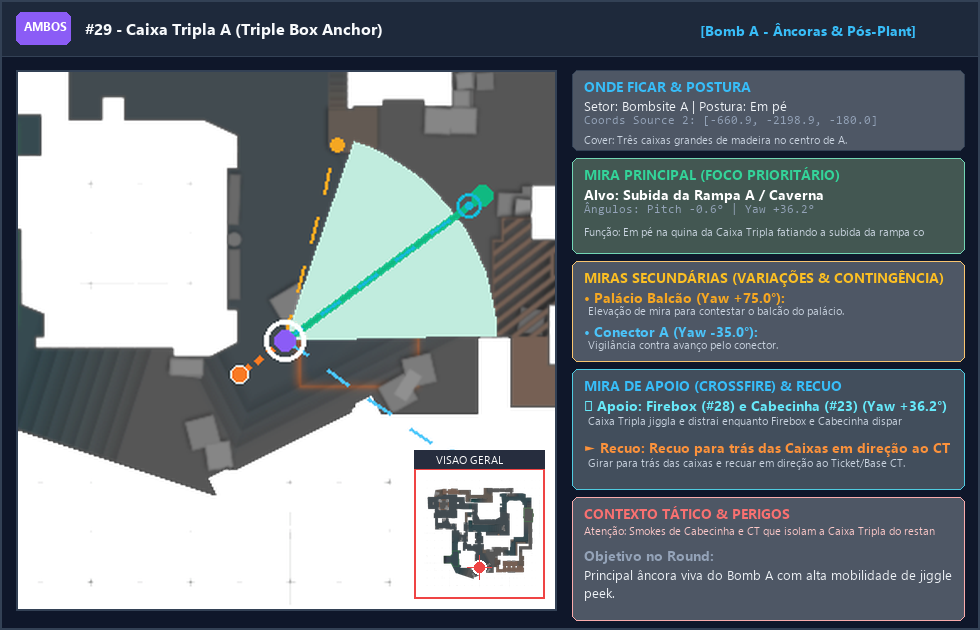 AMBOS
#29 - Caixa Tripla A (Triple Box Anchor)
[Bomb A - Âncoras & Pós-Plant]
VISAO GERAL
ONDE FICAR & POSTURA
Setor: Bombsite A | Postura: Em pé
Coords Source 2: [-660.9, -2198.9, -180.0]
Cover: Três caixas grandes de madeira no centro de A.
MIRA PRINCIPAL (FOCO PRIORITÁRIO)
Alvo: Subida da Rampa A / Caverna
Ângulos: Pitch -0.6° | Yaw +36.2°
Função: Em pé na quina da Caixa Tripla fatiando a subida da rampa co
MIRAS SECUNDÁRIAS (VARIAÇÕES & CONTINGÊNCIA)
• Palácio Balcão (Yaw +75.0°):
Elevação de mira para contestar o balcão do palácio.
• Conector A (Yaw -35.0°):
Vigilância contra avanço pelo conector.
MIRA DE APOIO (CROSSFIRE) & RECUO
Apoio: Firebox (#28) e Cabecinha (#23) (Yaw +36.2°)
Caixa Tripla jiggla e distrai enquanto Firebox e Cabecinha dispar
► Recuo: Recuo para trás das Caixas em direção ao CT
Girar para trás das caixas e recuar em direção ao Ticket/Base CT.
CONTEXTO TÁTICO & PERIGOS
Atenção: Smokes de Cabecinha e CT que isolam a Caixa Tripla do restan
Objetivo no Round:
Principal âncora viva do Bomb A com alta mobilidade de jiggle
peek.